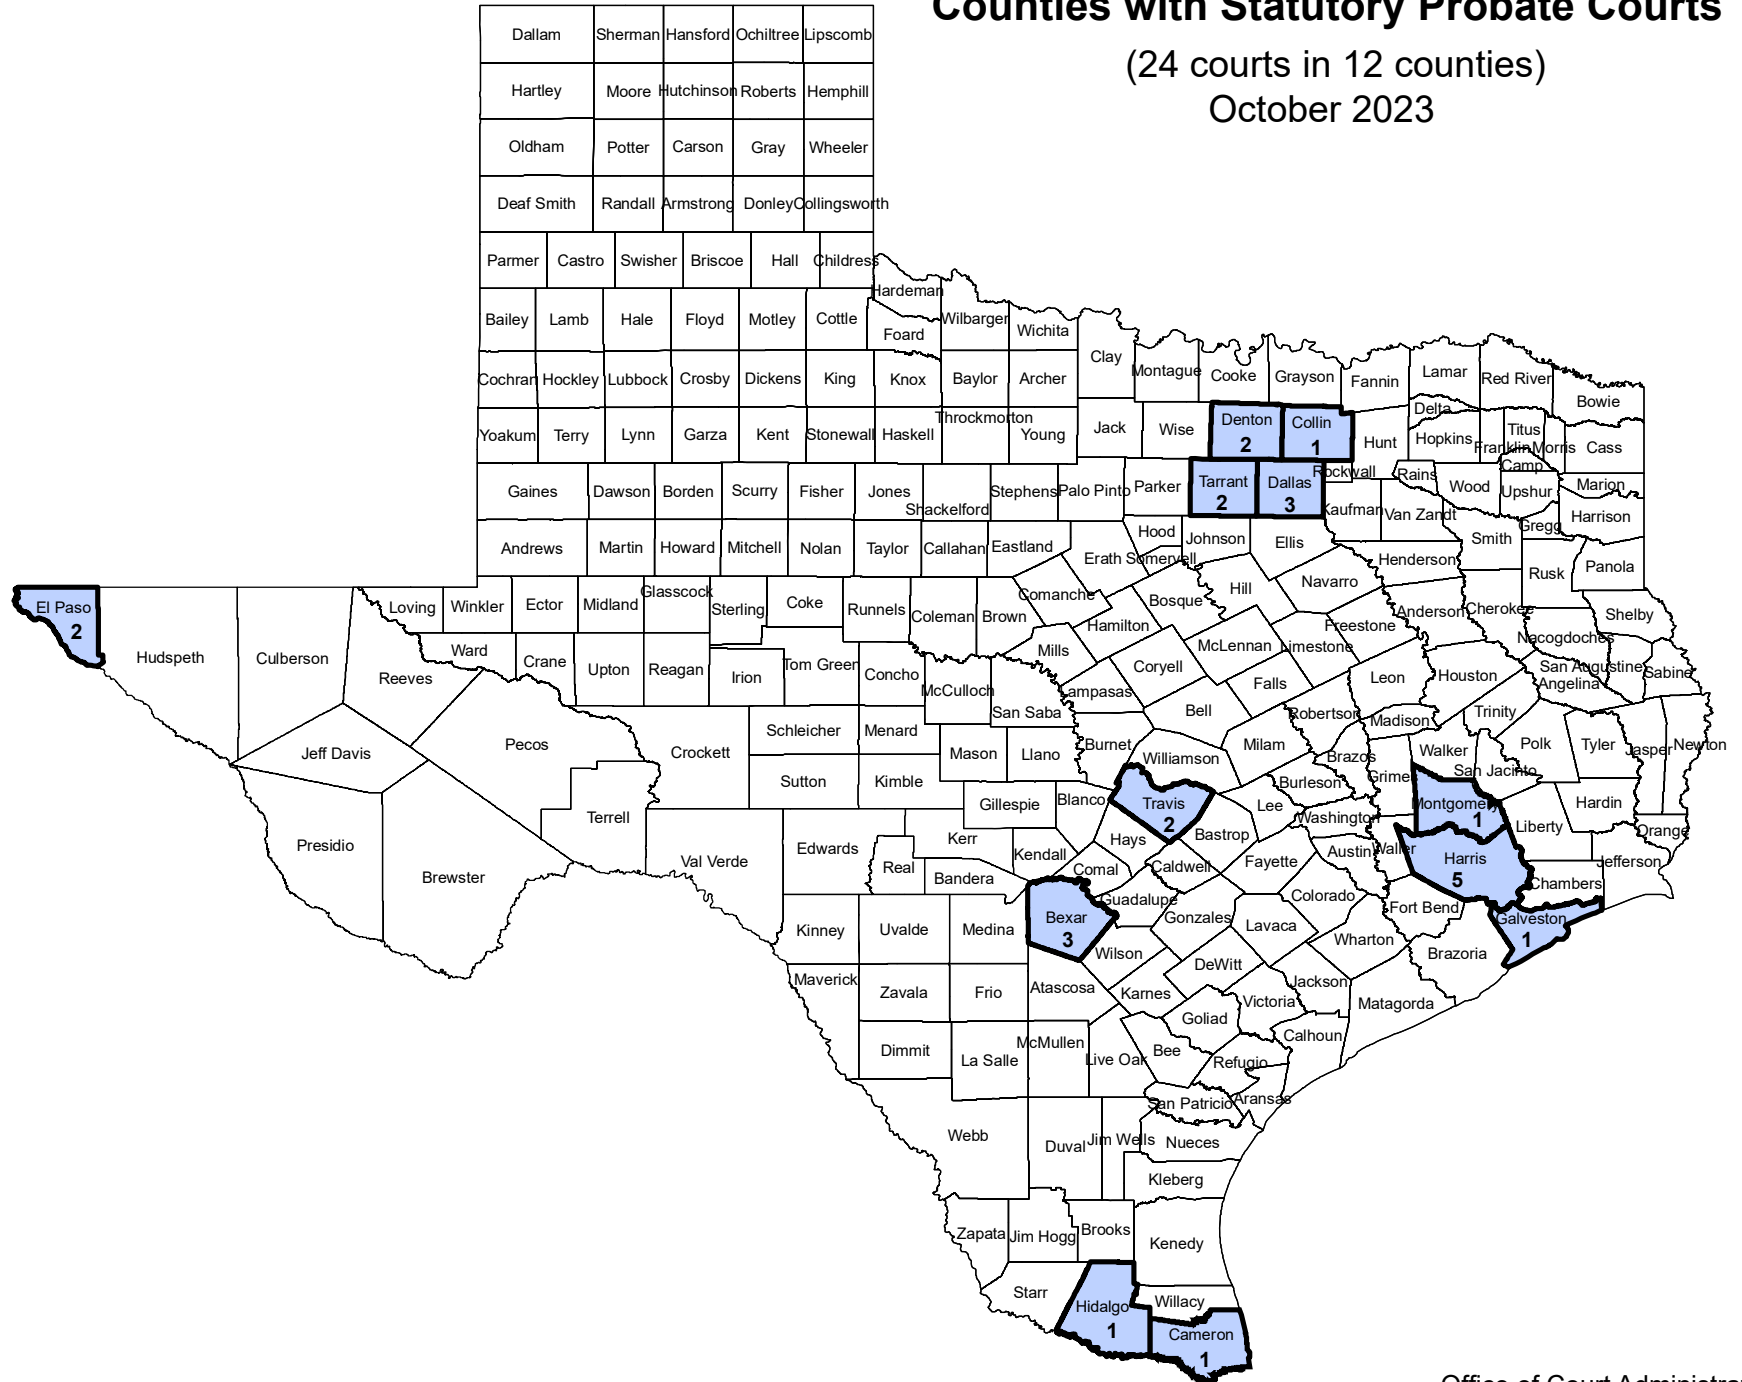 Counties with Statutory Probate Courts
(24 courts in 12 counties)
October 2023
Dallam Sherman Hansford Ochiltree Lipscomb
Hartley Moore Hutchinson Roberts Hemphill
Oldham Potter Carson Gray Wheeler
Deaf Smith Randall Armstrong Donley Collingsworth
Parmer Castro Swisher Briscoe Hall Childress
Hardeman
Bailey Lamb Hale Floyd Motley Cottle Foard Wilbarger Wichita
Clay Montague Cooke Grayson Fannin Lamar Red River Bowie
Cochran Hockley Lubbock Crosby Dickens King Knox Baylor Archer
Delta
Yoakum Terry Lynn Garza Kent Stonewall Haskell Throckmorton Young Jack Wise
Denton
2
Collin
1
Hunt Hopkins Franklin Titus Morris Cass
Camp
Gaines Dawson Borden Scurry Fisher Jones Shackelford Stephens Palo Pinto Parker
Tarrant
2
Dallas
3
Rockwall Rains Wood Upshur Marion
Kaufman Van Zandt Gregg Harrison
Andrews Martin Howard Mitchell Nolan Taylor Callahan Eastland Erath Hood Somervell Johnson Ellis Henderson Smith Rusk Panola
El Paso
2
Hudspeth Culberson Reeves Loving Winkler Ector Midland Glasscock Sterling Coke Runnels Coleman Brown Comanche Bosque Hill Navarro Anderson Cherokee Shelby
Hamilton Freestone Nacogdoches
Ward Crane Upton Reagan Irion Tom Green Concho McCulloch San Saba Mills Lampasas Coryell McLennan Limestone Falls Leon Houston San Augustine Sabine
Angelina
Jeff Davis Pecos Crockett Schleicher Menard Mason Llano Burnet Bell Milam Robertson Madison Trinity Polk Tyler Jasper Newton
Sutton Kimble Williamson Brazos Grimes Walker San Jacinto
Burleson
Presidio Brewster Terrell Val Verde Edwards Gillespie Blanco
Travis
2
Lee Washington
Montgomery
1
Liberty Hardin Orange
Kerr Real Kendall Bandera Hays Comal Caldwell Bastrop Fayette Austin Waller
Harris
5
Jefferson
Chambers
Kinney Uvalde Medina
Bexar
3
Guadalupe Gonzales Lavaca Colorado Fort Bend
Galveston
1
Wilson Wharton Brazoria
Maverick Zavala Frio Atascosa Karnes DeWitt Jackson Victoria Matagorda
Goliad Calhoun
Dimmit La Salle McMullen Live Oak Bee Refugio
San Patricio Aransas
Webb Duval Jim Wells Nueces
Kleberg
Zapata Jim Hogg Brooks Kenedy
Starr
Hidalgo
1
Willacy
Cameron
1
Office of Court